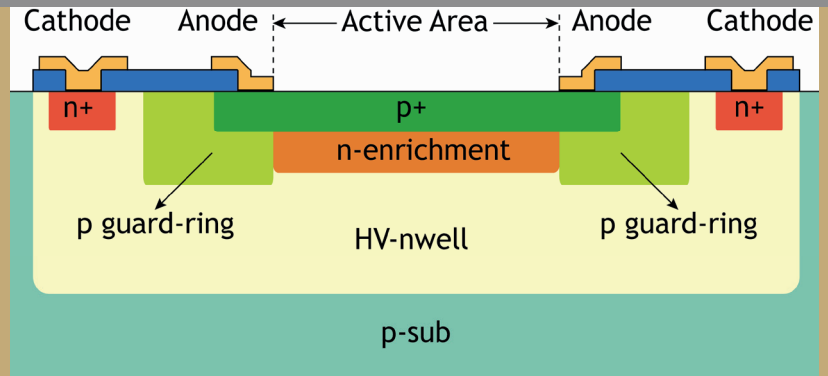 Cathode Anode Active Area Anode Cathode
n+ p+ n+
n-enrichment
p guard-ring HV-nwell p guard-ring
p-sub